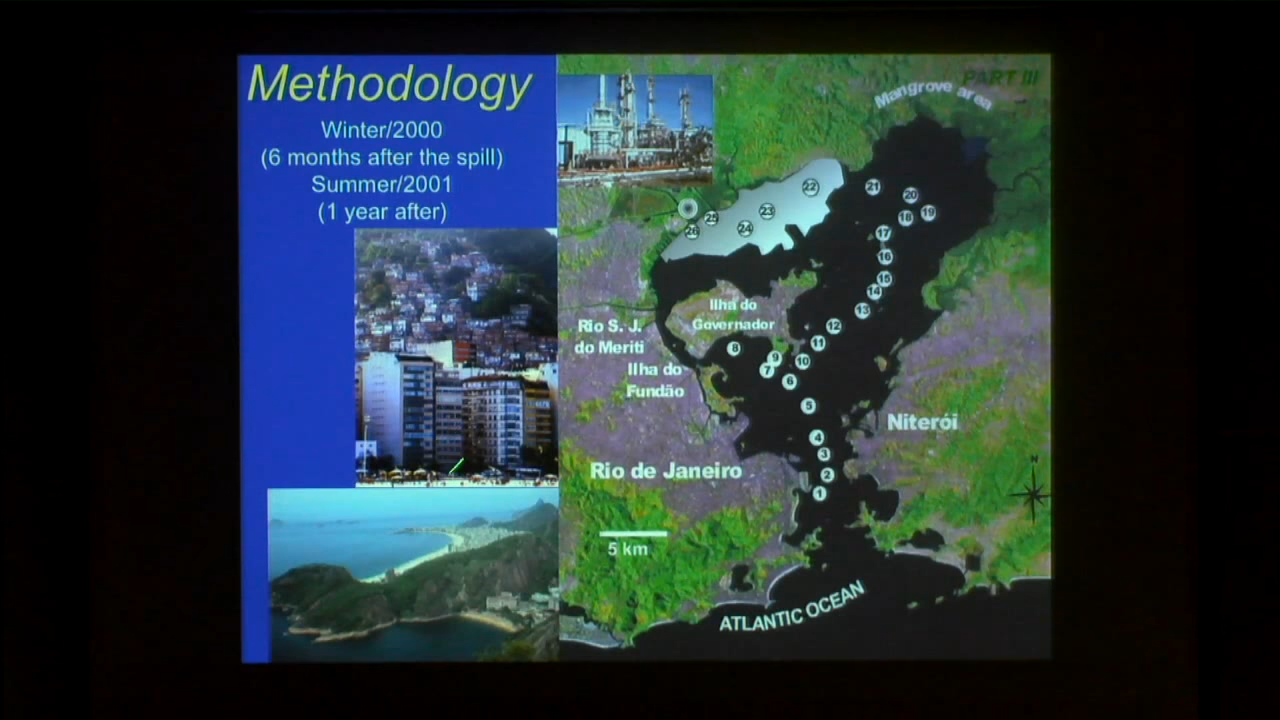 Methodology
Winter/2000
(6 months after the spill)
Summer/2001
(1 year after)
PART III
Mangrove area
22
21
20
19
18
23
25
24
26
17
16
15
14
13
12
11
10
9
8
7
6
5
4
3
2
1
Ilha do
Governador
Rio S. J.
do Meriti
Ilha do
Fundão
Niterói
Rio de Janeiro
N
5 km
ATLANTIC OCEAN